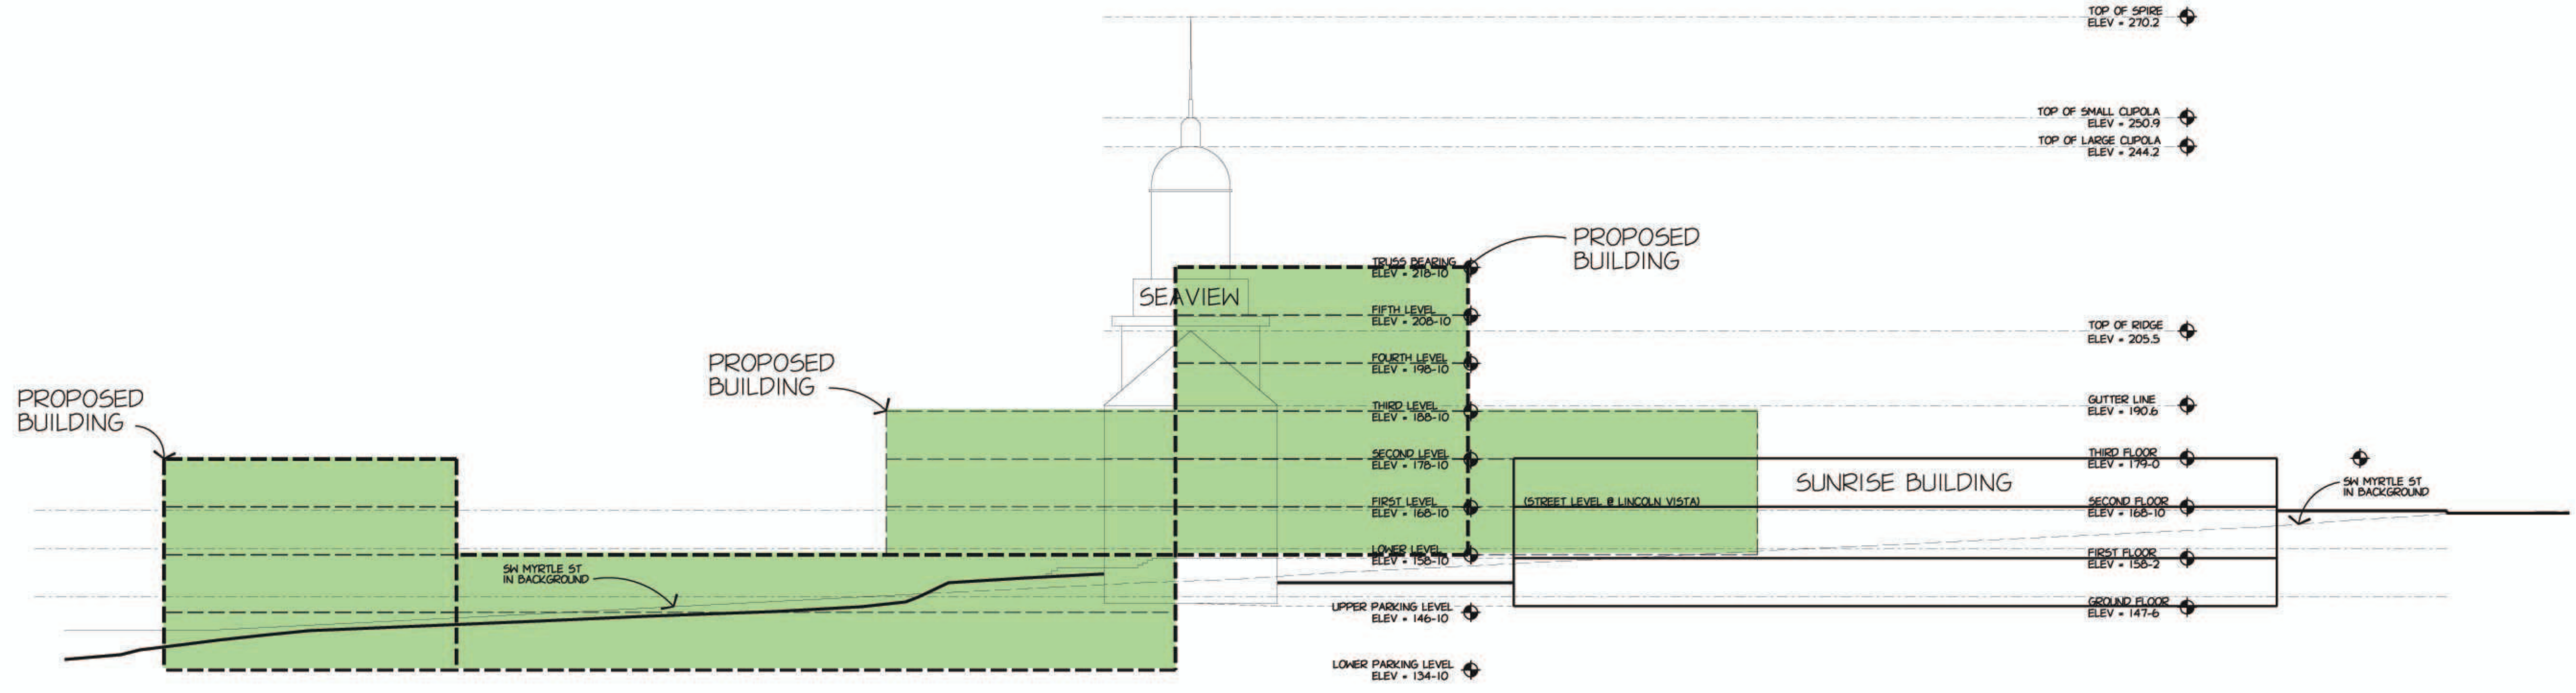 TOP OF SPIRE
ELEV = 270.2
TOP OF SMALL CUPOLA
ELEV = 250.9
TOP OF LARGE CUPOLA
ELEV = 244.2
PROPOSED
BUILDING
TRUSS BEARING
ELEV = 218-10
SEAVIEW
FIFTH LEVEL
ELEV = 208-10
TOP OF RIDGE
ELEV = 205.5
PROPOSED
BUILDING
FOURTH LEVEL
ELEV = 198-10
PROPOSED
BUILDING
THIRD LEVEL
ELEV = 188-10
GUTTER LINE
ELEV = 190.6
SECOND LEVEL
ELEV = 178-10
THIRD FLOOR
ELEV = 179-0
SUNRISE BUILDING
SW MYRTLE ST
IN BACKGROUND
FIRST LEVEL
ELEV = 168-10
(STREET LEVEL @ LINCOLN VISTA)
SECOND FLOOR
ELEV = 168-10
LOWER LEVEL
ELEV = 158-10
FIRST FLOOR
ELEV = 158-2
SW MYRTLE ST
IN BACKGROUND
UPPER PARKING LEVEL
ELEV = 146-10
GROUND FLOOR
ELEV = 147-6
LOWER PARKING LEVEL
ELEV = 134-10